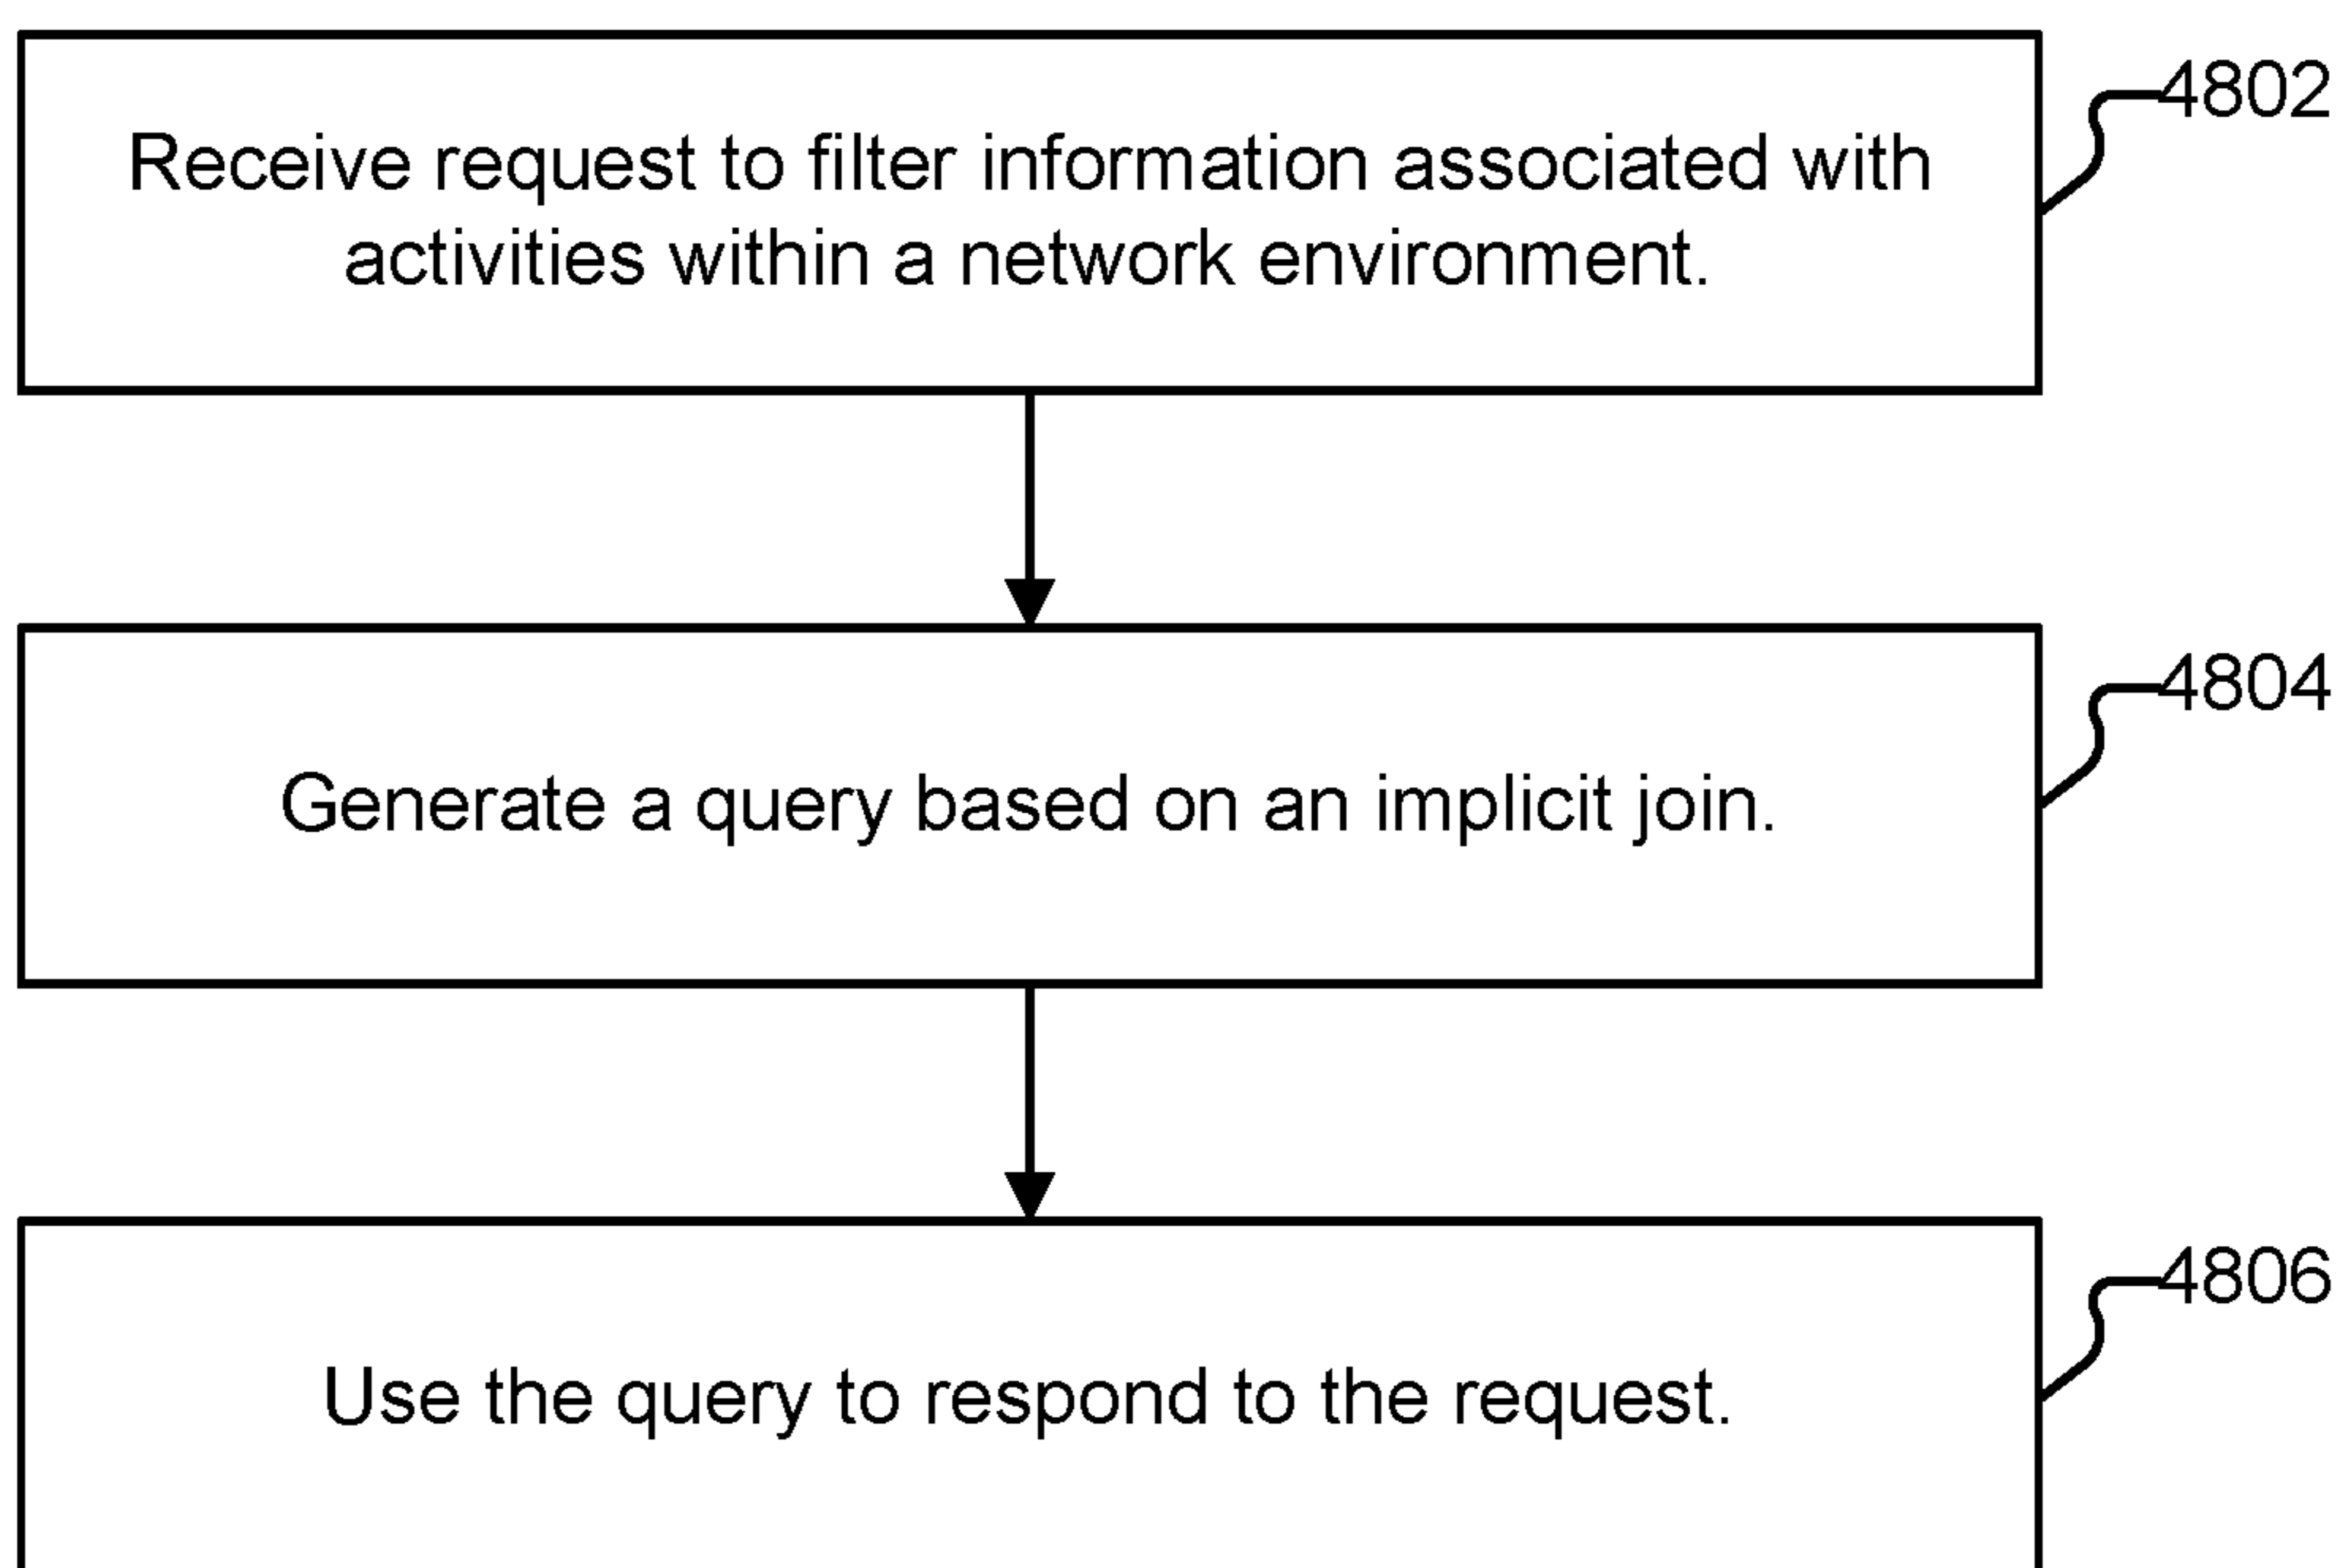 4802
Receive request to filter information associated with
activities within a network environment.
4804
Generate a query based on an implicit join.
4806
Use the query to respond to the request.